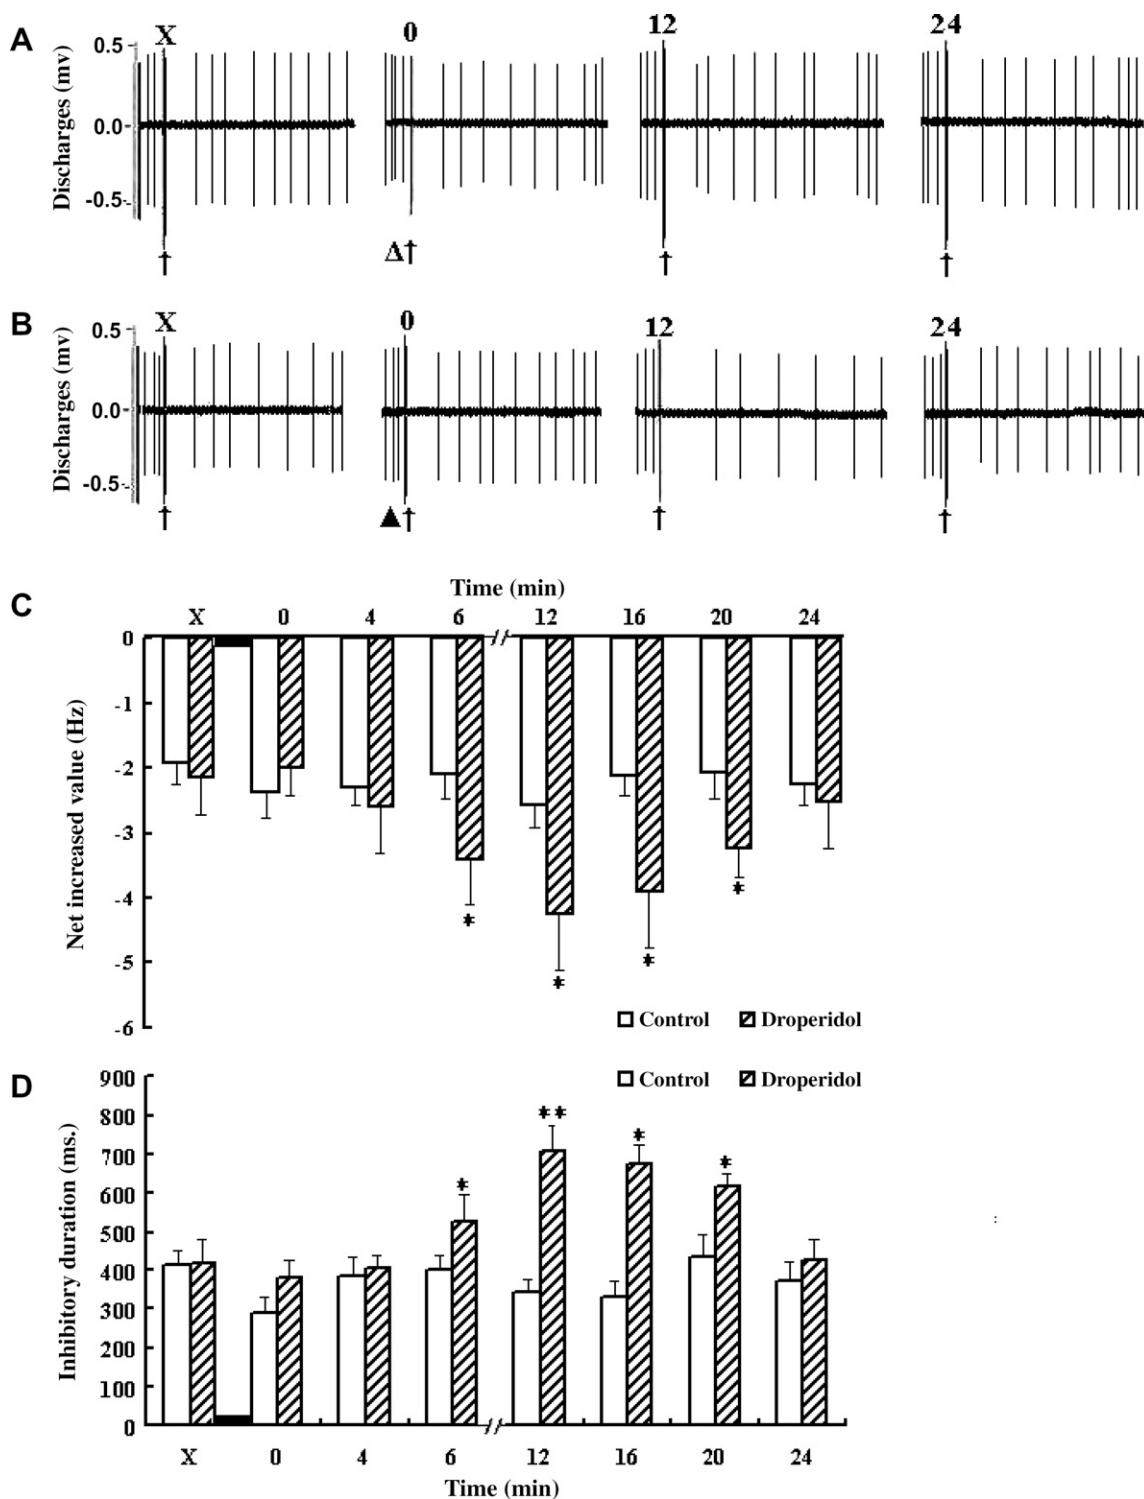 A
X 0 12 24
Discharges (mv)
0.5
0.0
-0.5
† Δ† † †
B
X 0 12 24
Discharges (mv)
0.5
0.0
-0.5
† ▲† † †
C
Time (min)
X 0 4 6 12 16 20 24
Net increased value (Hz)
0
-1
-2
-3
-4
-5
-6
* * * *
Control Droperidol
D
Control Droperidol
Inhibitory duration (ms.)
900
800
700
600
500
400
300
200
100
0
* ** * *
X 0 4 6 12 16 20 24
Time (min)